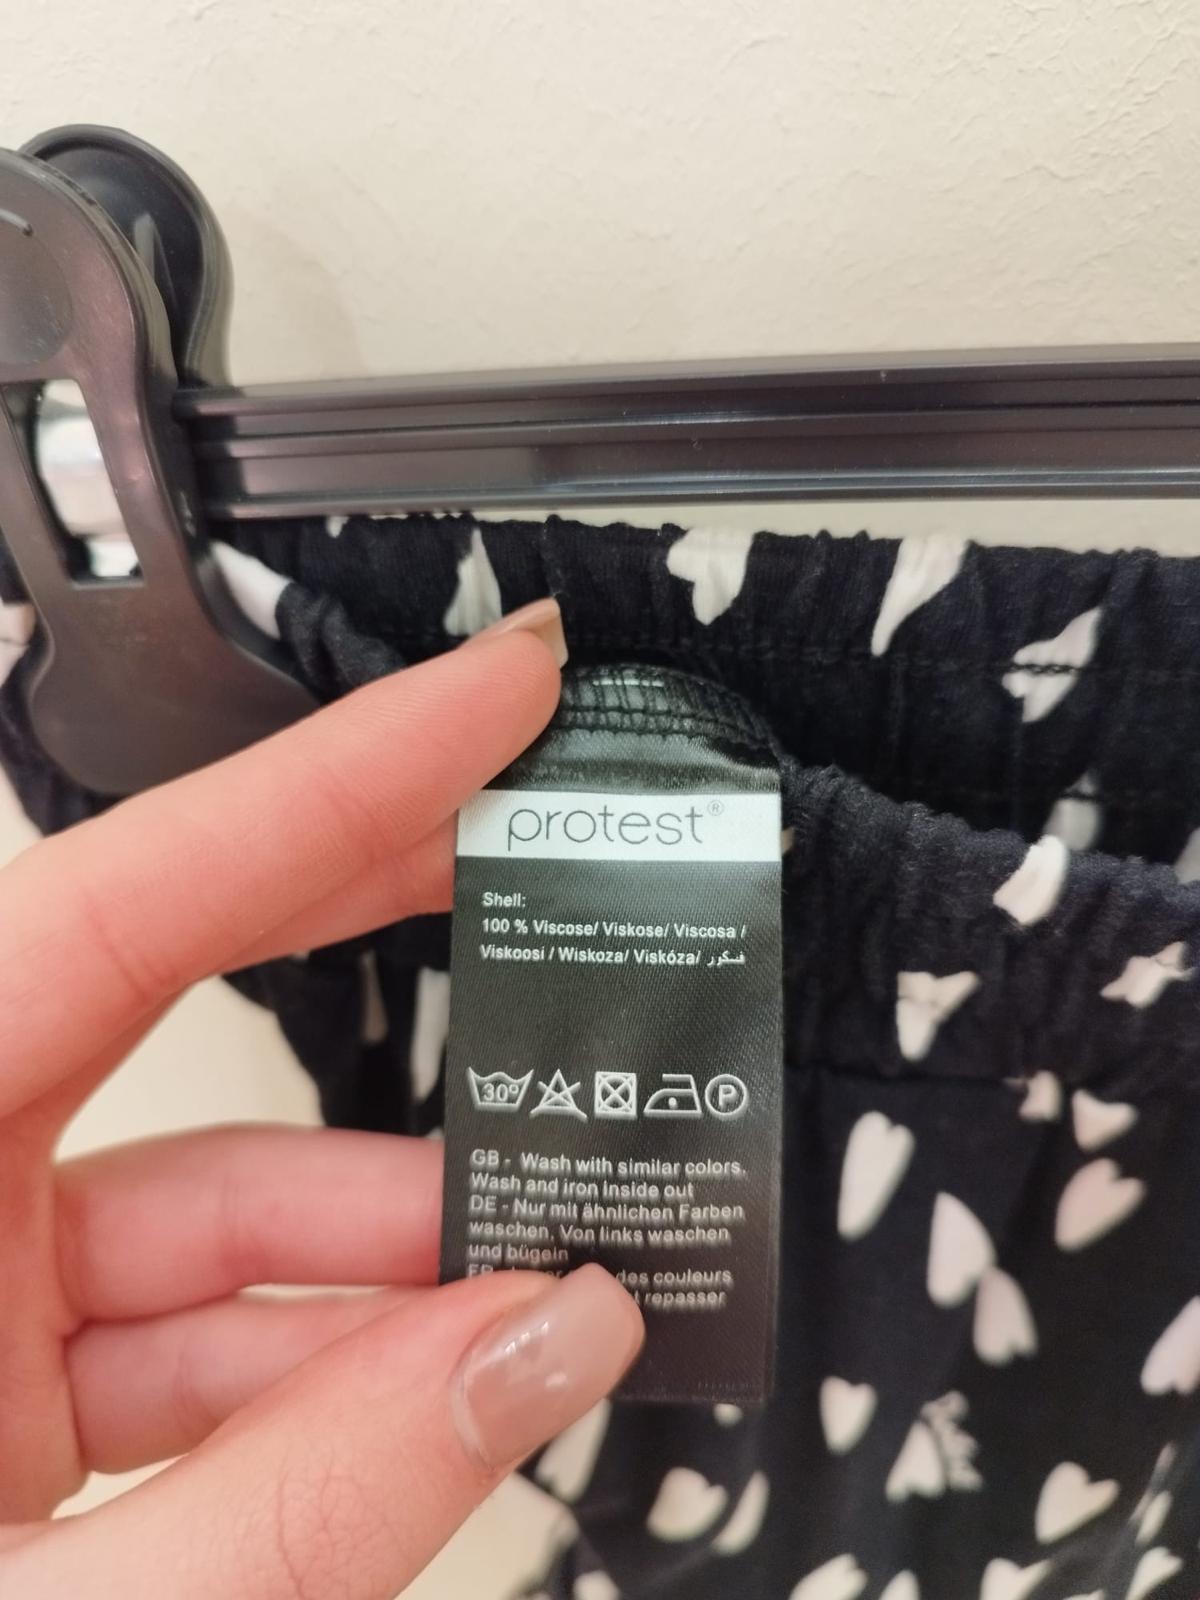 protest®
Shell:
100 % Viscose/ Viskose/ Viscosa /
Viskoosi / Wiskoza/ Viskóza/ فسكوز
30°
P
GB - Wash with similar colors.
Wash and iron inside out
DE - Nur mit ähnlichen Farben
waschen. Von links waschen
und bügeln
FR - des couleurs
repasser